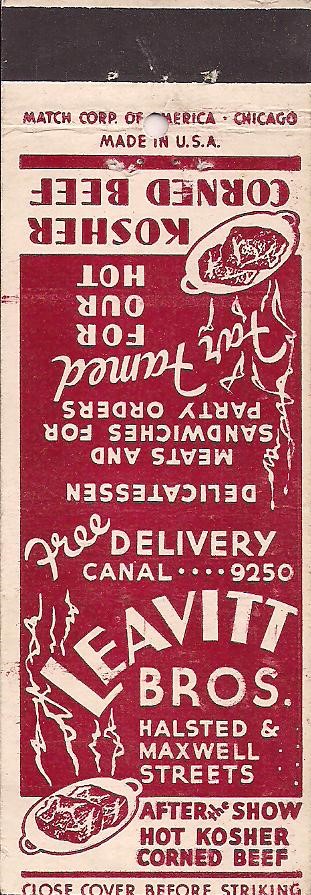 MATCH CORP. OF AMERICA · CHICAGO
MADE IN U.S.A.
DELICATESSEN
MEATS AND
SANDWICHES FOR
PARTY ORDERS
Far Famed
FOR
OUR
HOT
KOSHER
CORNED BEEF
Free DELIVERY
CANAL····9250
LEAVITT
BROS.
HALSTED &
MAXWELL
STREETS
AFTER the SHOW
HOT KOSHER
CORNED BEEF
CLOSE COVER BEFORE STRIKING